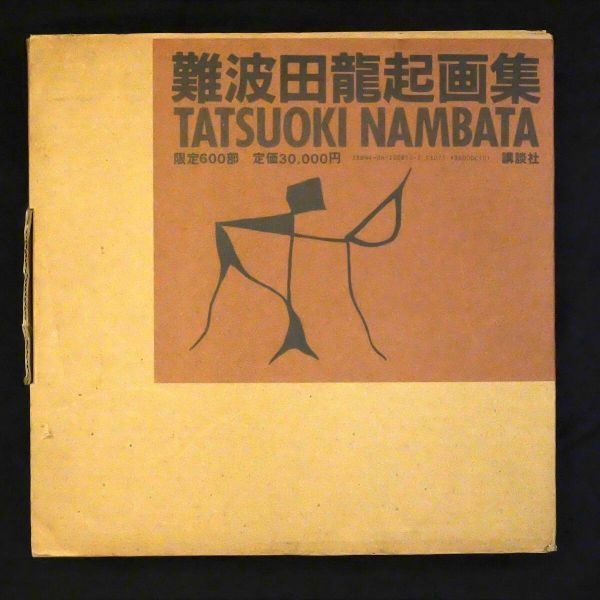 難波田龍起画集
TATSUOKI NAMBATA
限定600部 定価30,000円 講談社